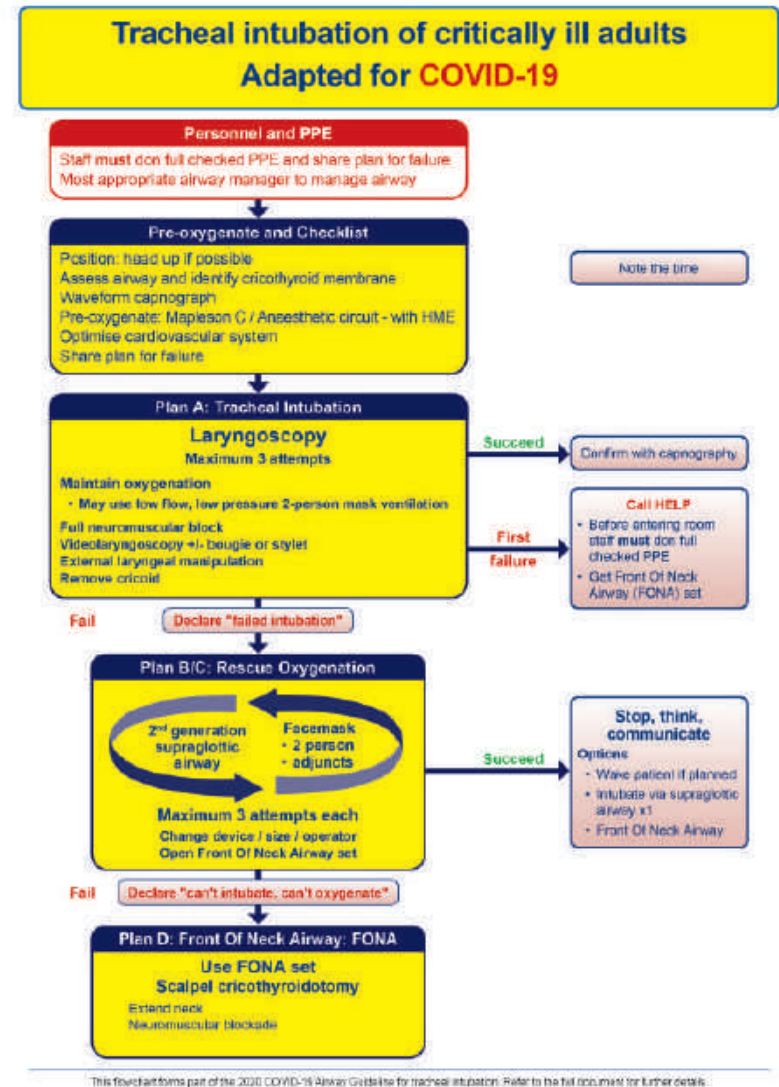 Tracheal intubation of critically ill adults
Adapted for COVID-19
Personnel and PPE
Staff must don full checked PPE and share plan for failure
Most appropriate airway manager to manage airway
Pre-oxygenate and Checklist
Position: head up if possible
Assess airway and identify cricothyroid membrane
Waveform capnograph
Pre-oxygenate: Mapleson C / Anaesthetic circuit - with HME
Optimise cardiovascular system
Share plan for failure
Note the time
Plan A: Tracheal Intubation
Laryngoscopy
Maximum 3 attempts
Maintain oxygenation
• May use low flow, low pressure 2-person mask ventilation
Full neuromuscular block
Videolaryngoscopy +/- bougie or stylet
External laryngeal manipulation
Remove cricoid
Succeed
Confirm with capnography
First
failure
Call HELP
• Before entering room
staff must don full
checked PPE
• Get Front Of Neck
Airway (FONA) set
Fail
Declare "failed intubation"
Plan B/C: Rescue Oxygenation
2nd generation
supraglottic
airway
Facemask
• 2 person
• adjuncts
Maximum 3 attempts each
Change device / size / operator
Open Front Of Neck Airway set
Succeed
Stop, think,
communicate
Options
• Wake patient if planned
• Intubate via supraglottic
airway x1
• Front Of Neck Airway
Fail
Declare "can't intubate, can't oxygenate"
Plan D: Front Of Neck Airway: FONA
Use FONA set
Scalpel cricothyroidotomy
Extend neck
Neuromuscular blockade
This flowchart forms part of the 2020 COVID-19 Airway Guideline for tracheal intubation. Refer to the full document for further details.